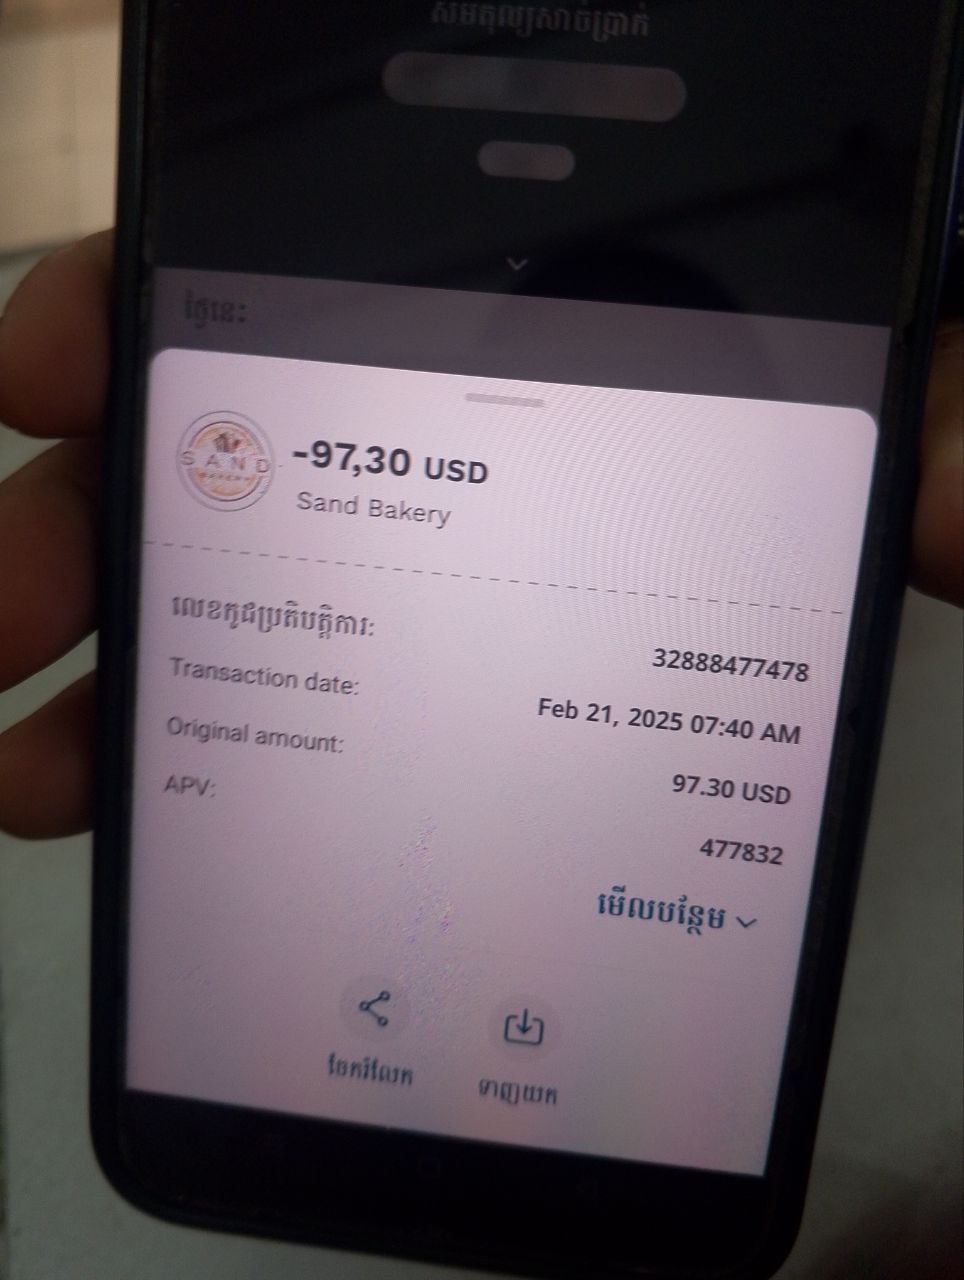 សមតុល្យសាច់ប្រាក់
ថ្ងៃនេះ
SAND
BAKERY
-97,30 USD
Sand Bakery
លេខកូដប្រតិបត្តិការ:
32888477478
Transaction date:
Feb 21, 2025 07:40 AM
Original amount:
97.30 USD
APV:
477832
មើលបន្ថែម
ចែករំលែក
ទាញយក